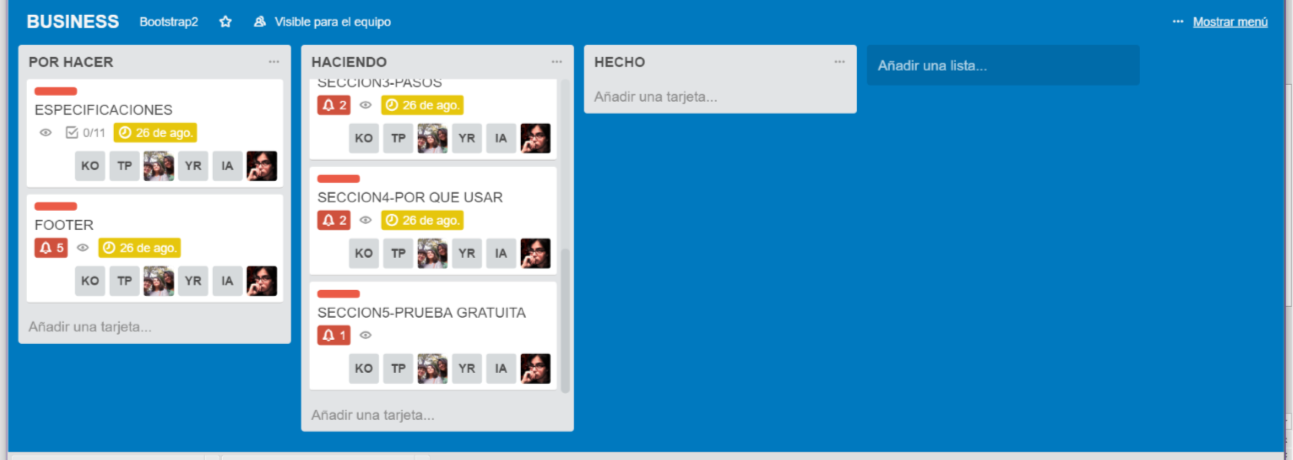 BUSINESS Bootstrap2 Visible para el equipo ··· Mostrar menú
POR HACER ···
ESPECIFICACIONES
0/11 26 de ago.
KO TP YR IA
FOOTER
5 26 de ago.
KO TP YR IA
Añadir una tarjeta...
HACIENDO ···
SECCION3-PASOS
2 26 de ago.
KO TP YR IA
SECCION4-POR QUE USAR
2 26 de ago.
KO TP YR IA
SECCION5-PRUEBA GRATUITA
1
KO TP YR IA
Añadir una tarjeta...
HECHO ···
Añadir una tarjeta...
Añadir una lista...